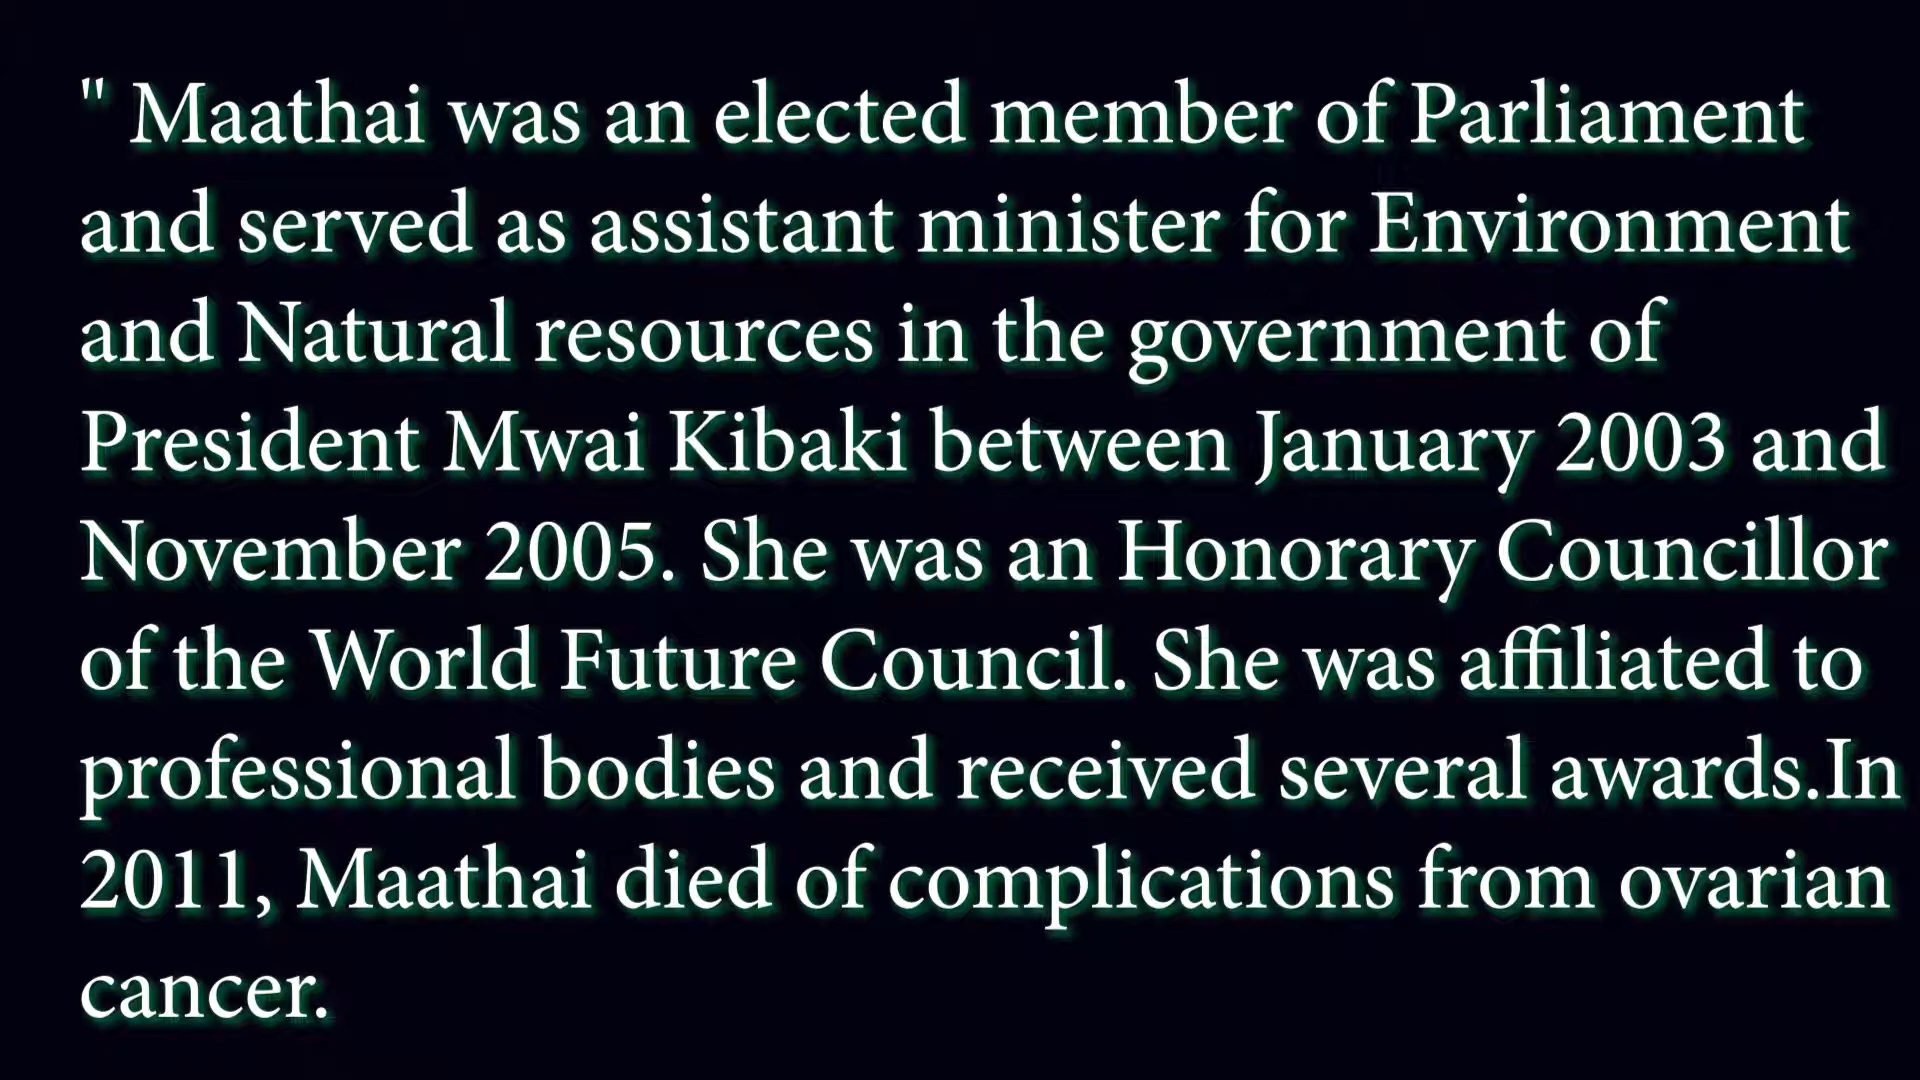 " Maathai was an elected member of Parliament
and served as assistant minister for Environment
and Natural resources in the government of
President Mwai Kibaki between January 2003 and
November 2005. She was an Honorary Councillor
of the World Future Council. She was affiliated to
professional bodies and received several awards.In
2011, Maathai died of complications from ovarian
cancer.